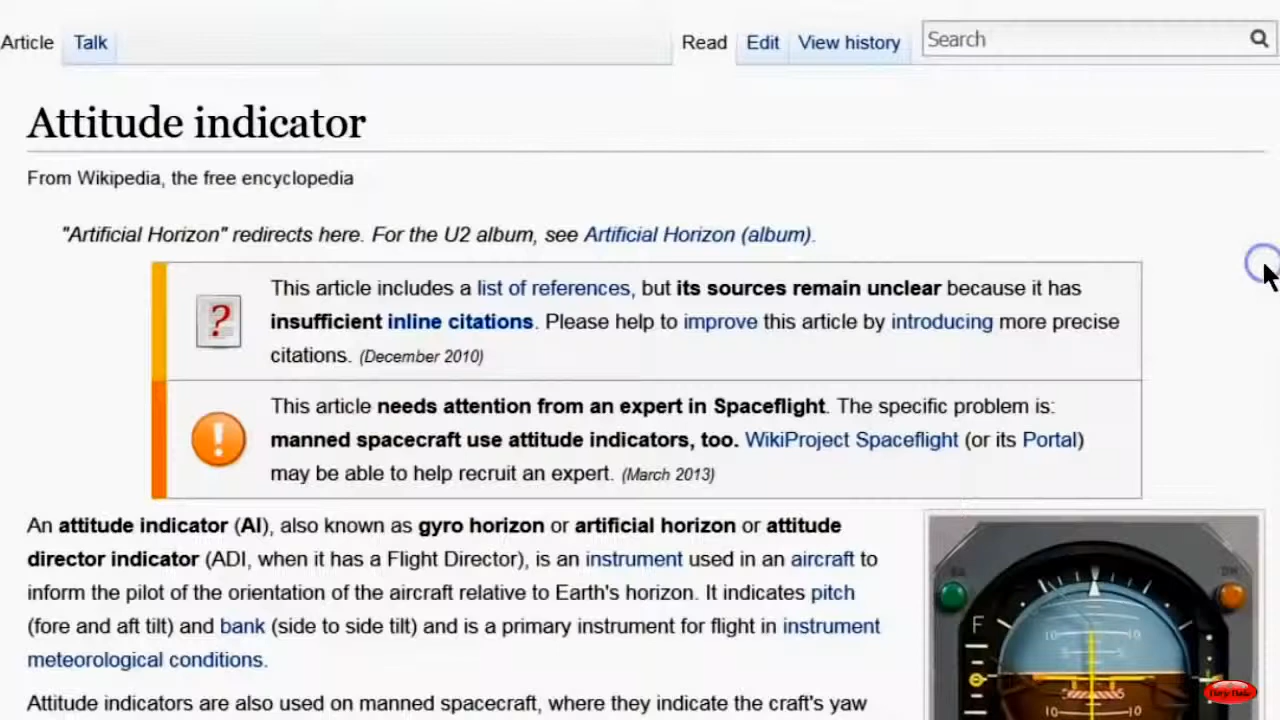 Article Talk Read Edit View history Search
Attitude indicator
From Wikipedia, the free encyclopedia
"Artificial Horizon" redirects here. For the U2 album, see Artificial Horizon (album).
This article includes a list of references, but its sources remain unclear because it has
insufficient inline citations. Please help to improve this article by introducing more precise
citations. (December 2010)
This article needs attention from an expert in Spaceflight. The specific problem is:
manned spacecraft use attitude indicators, too. WikiProject Spaceflight (or its Portal)
may be able to help recruit an expert. (March 2013)
An attitude indicator (AI), also known as gyro horizon or artificial horizon or attitude
director indicator (ADI, when it has a Flight Director), is an instrument used in an aircraft to
inform the pilot of the orientation of the aircraft relative to Earth's horizon. It indicates pitch
(fore and aft tilt) and bank (side to side tilt) and is a primary instrument for flight in instrument
meteorological conditions.
Attitude indicators are also used on manned spacecraft, where they indicate the craft's yaw
F
10 10
5 5
10 10